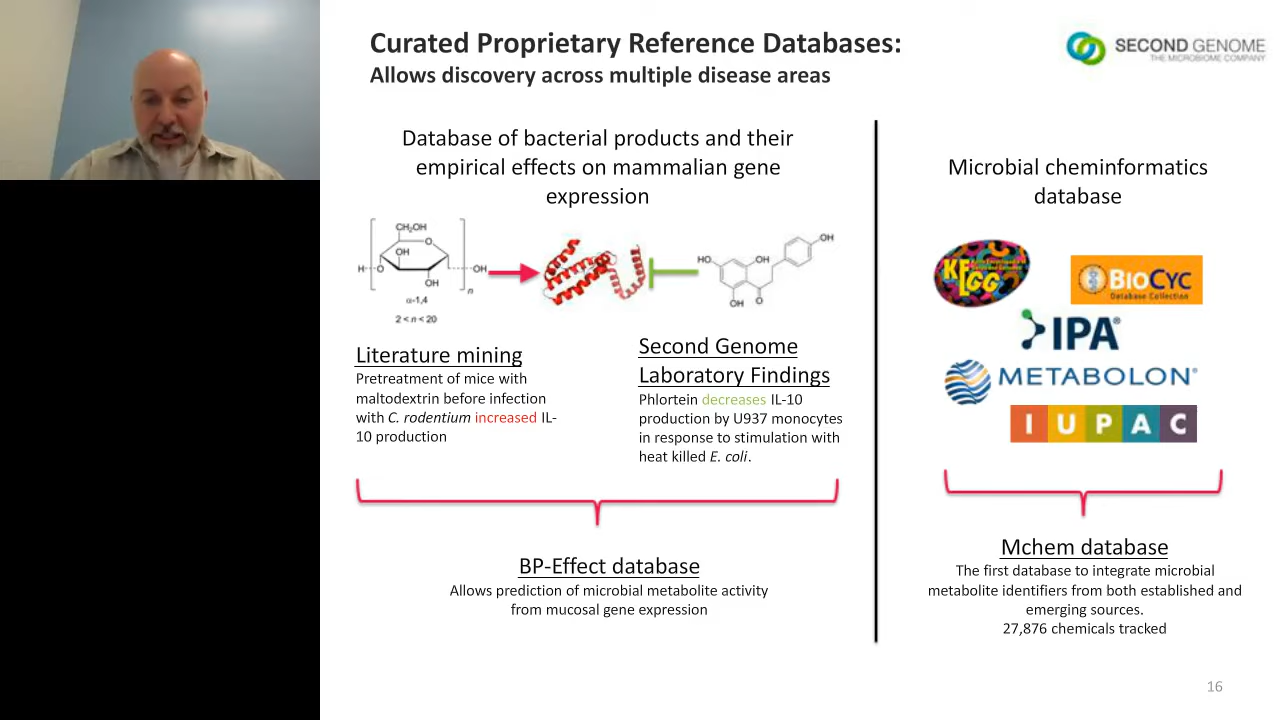 Curated Proprietary Reference Databases:
Allows discovery across multiple disease areas
SECOND GENOME
THE MICROBIOME COMPANY
Database of bacterial products and their
empirical effects on mammalian gene
expression
CH₂OH
O
OH
H
O
OH
OH
n
α-1,4
2 < n < 20
HO
OH
OH
OH
O
Literature mining
Pretreatment of mice with
maltodextrin before infection
with C. rodentium increased IL-
10 production
Second Genome
Laboratory Findings
Phlortein decreases IL-10
production by U937 monocytes
in response to stimulation with
heat killed E. coli.
BP-Effect database
Allows prediction of microbial metabolite activity
from mucosal gene expression
Microbial cheminformatics
database
KEGG
BIOCYC
Database Collection
IPA®
METABOLON®
I U P A C
Mchem database
The first database to integrate microbial
metabolite identifiers from both established and
emerging sources.
27,876 chemicals tracked
16